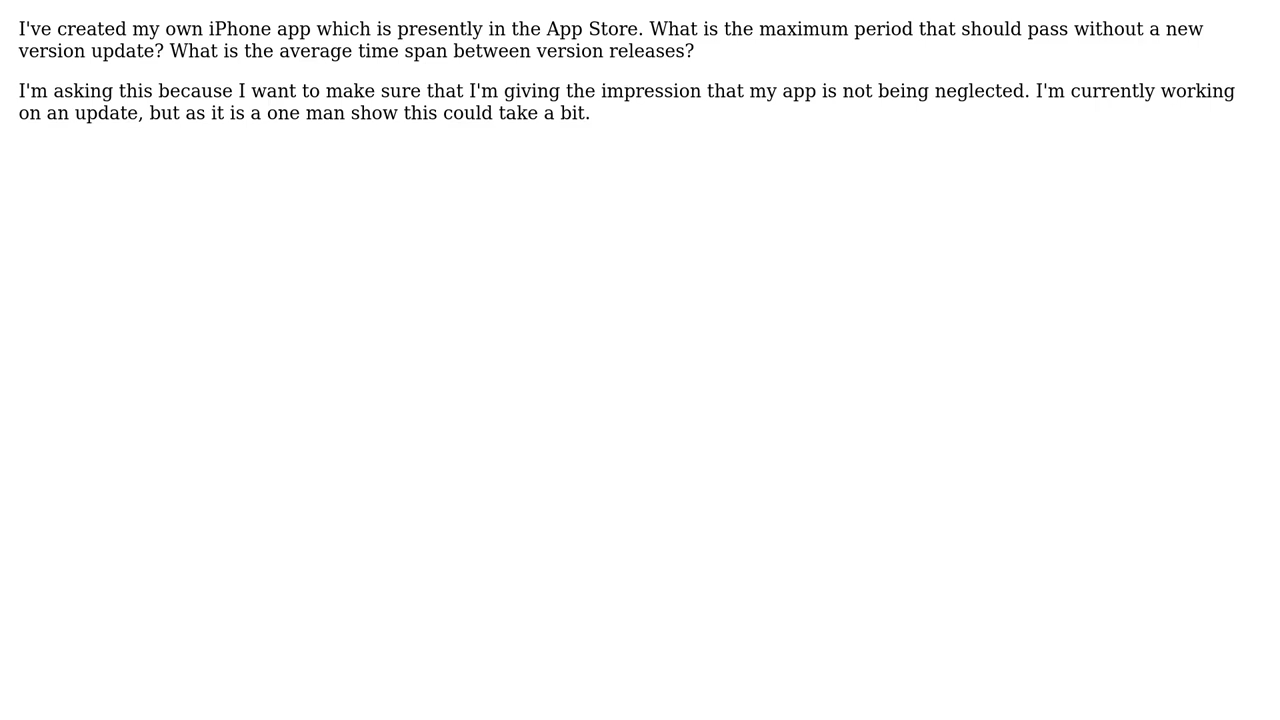 I've created my own iPhone app which is presently in the App Store. What is the maximum period that should pass without a new
version update? What is the average time span between version releases?
I'm asking this because I want to make sure that I'm giving the impression that my app is not being neglected. I'm currently working
on an update, but as it is a one man show this could take a bit.